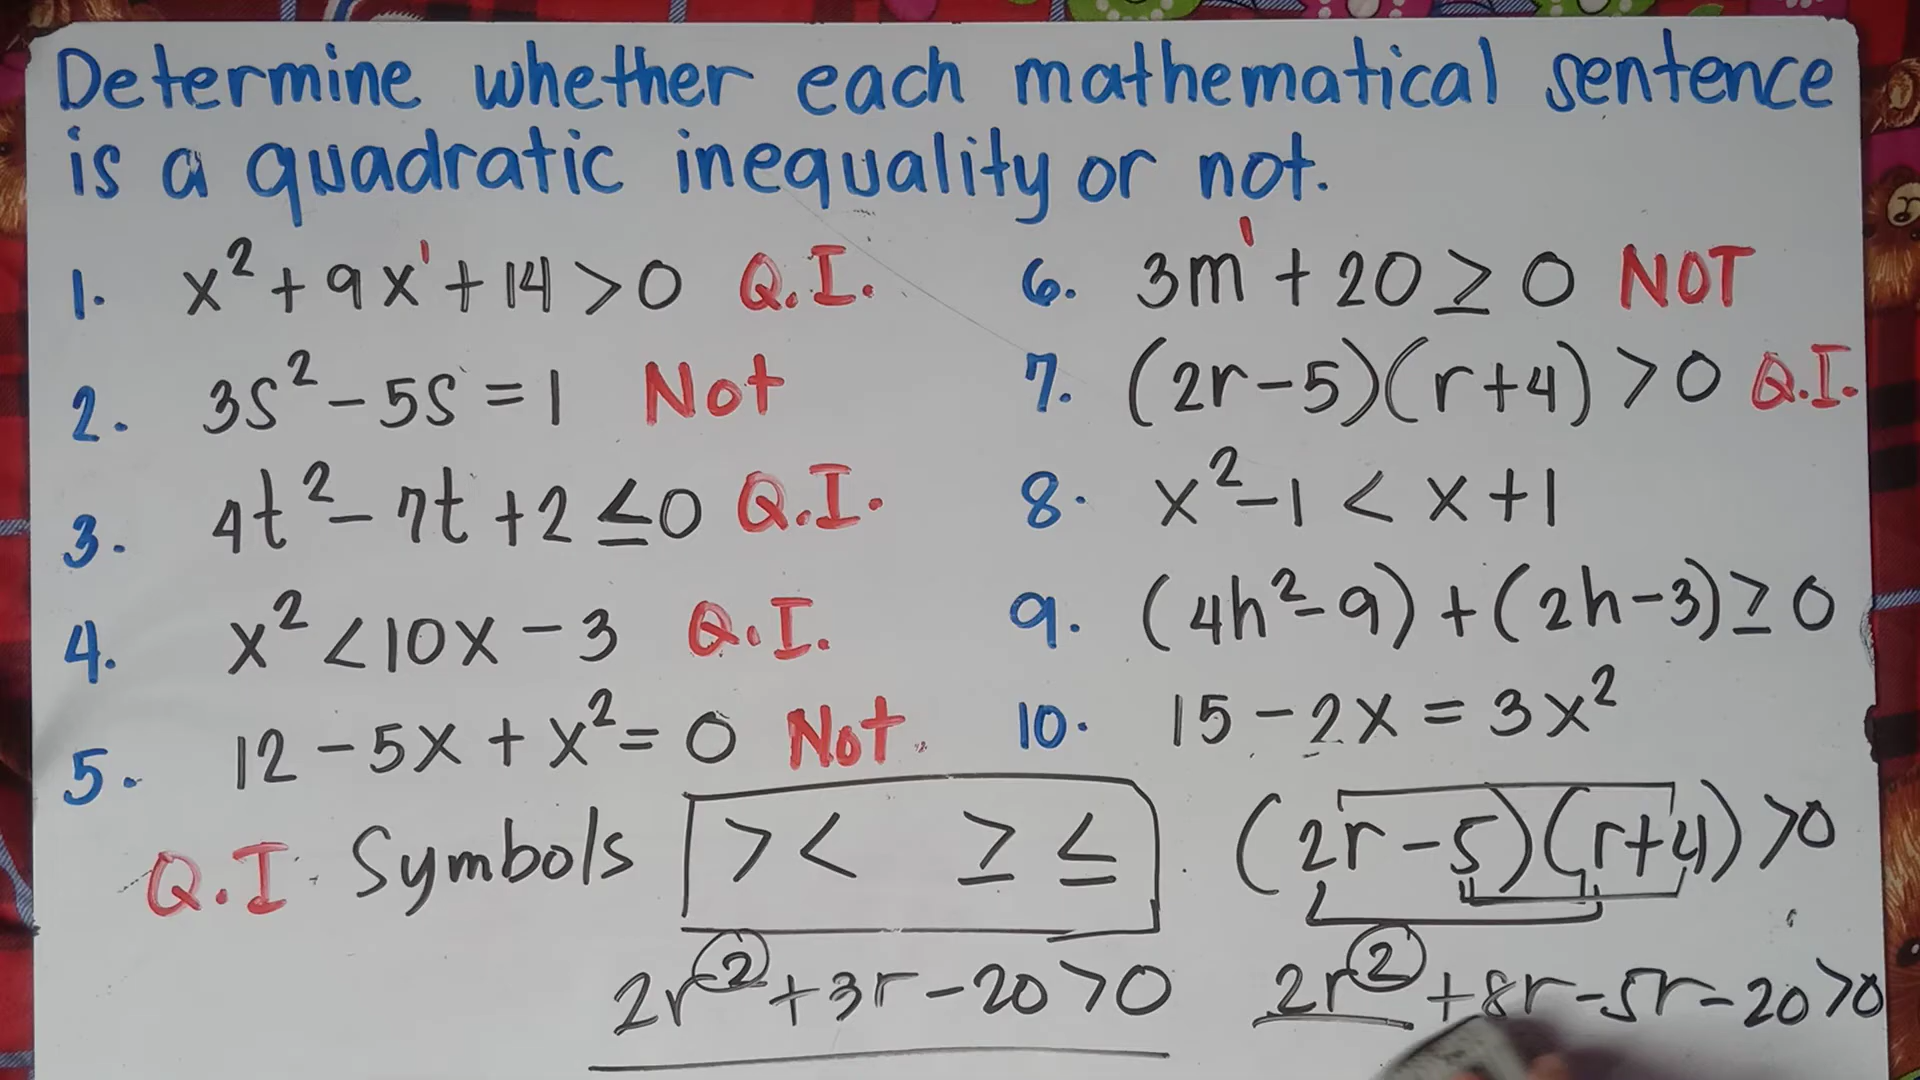 Determine whether each mathematical sentence
is a quadratic inequality or not.
1. x² + 9x¹ + 14 > 0 Q.I.
2. 3s² - 5s = 1 Not
3. 4t² - 7t + 2 ≤ 0 Q.I.
4. x² < 10x - 3 Q.I.
5. 12 - 5x + x² = 0 Not
6. 3m¹ + 20 ≥ 0 NOT
7. (2r - 5)(r + 4) > 0 Q.I.
8. x² - 1 < x + 1
9. (4h² - 9) + (2h - 3) ≥ 0
10. 15 - 2x = 3x²
Q.I. Symbols > < ≥ ≤
(2r - 5)(r + 4) > 0
2r² + 8r - 5r - 20 > 0
2r² + 3r - 20 > 0